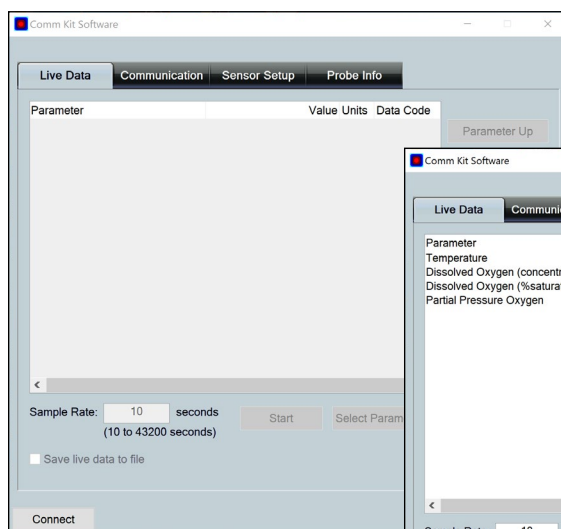 Comm Kit Software
Live Data Communication Sensor Setup Probe Info
Parameter Value Units Data Code
Parameter Up
Sample Rate: 10 seconds
(10 to 43200 seconds)
Start Select Param
Save live data to file
Connect
Comm Kit Software
Live Data Communi
Parameter
Temperature
Dissolved Oxygen (concentr
Dissolved Oxygen (%satura
Partial Pressure Oxygen